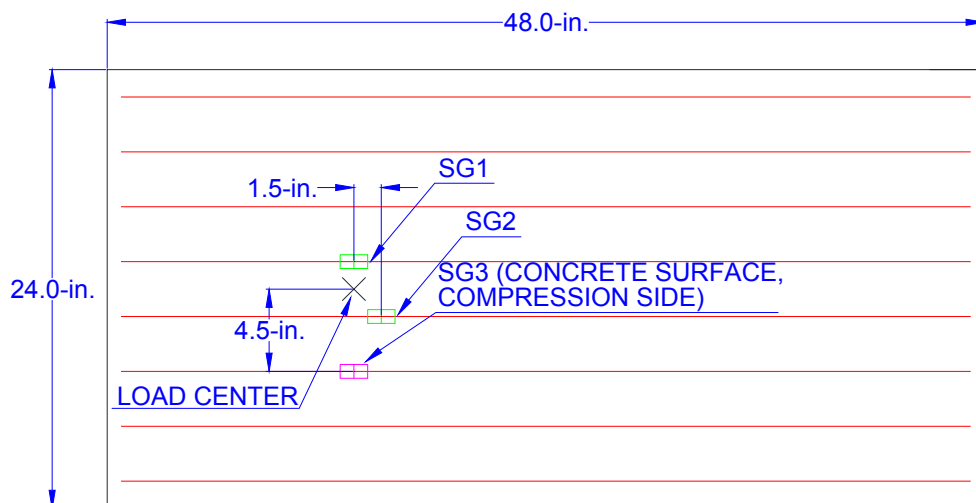 48.0-in.
SG1
1.5-in.
SG2
SG3 (CONCRETE SURFACE,
COMPRESSION SIDE)
24.0-in.
4.5-in.
LOAD CENTER